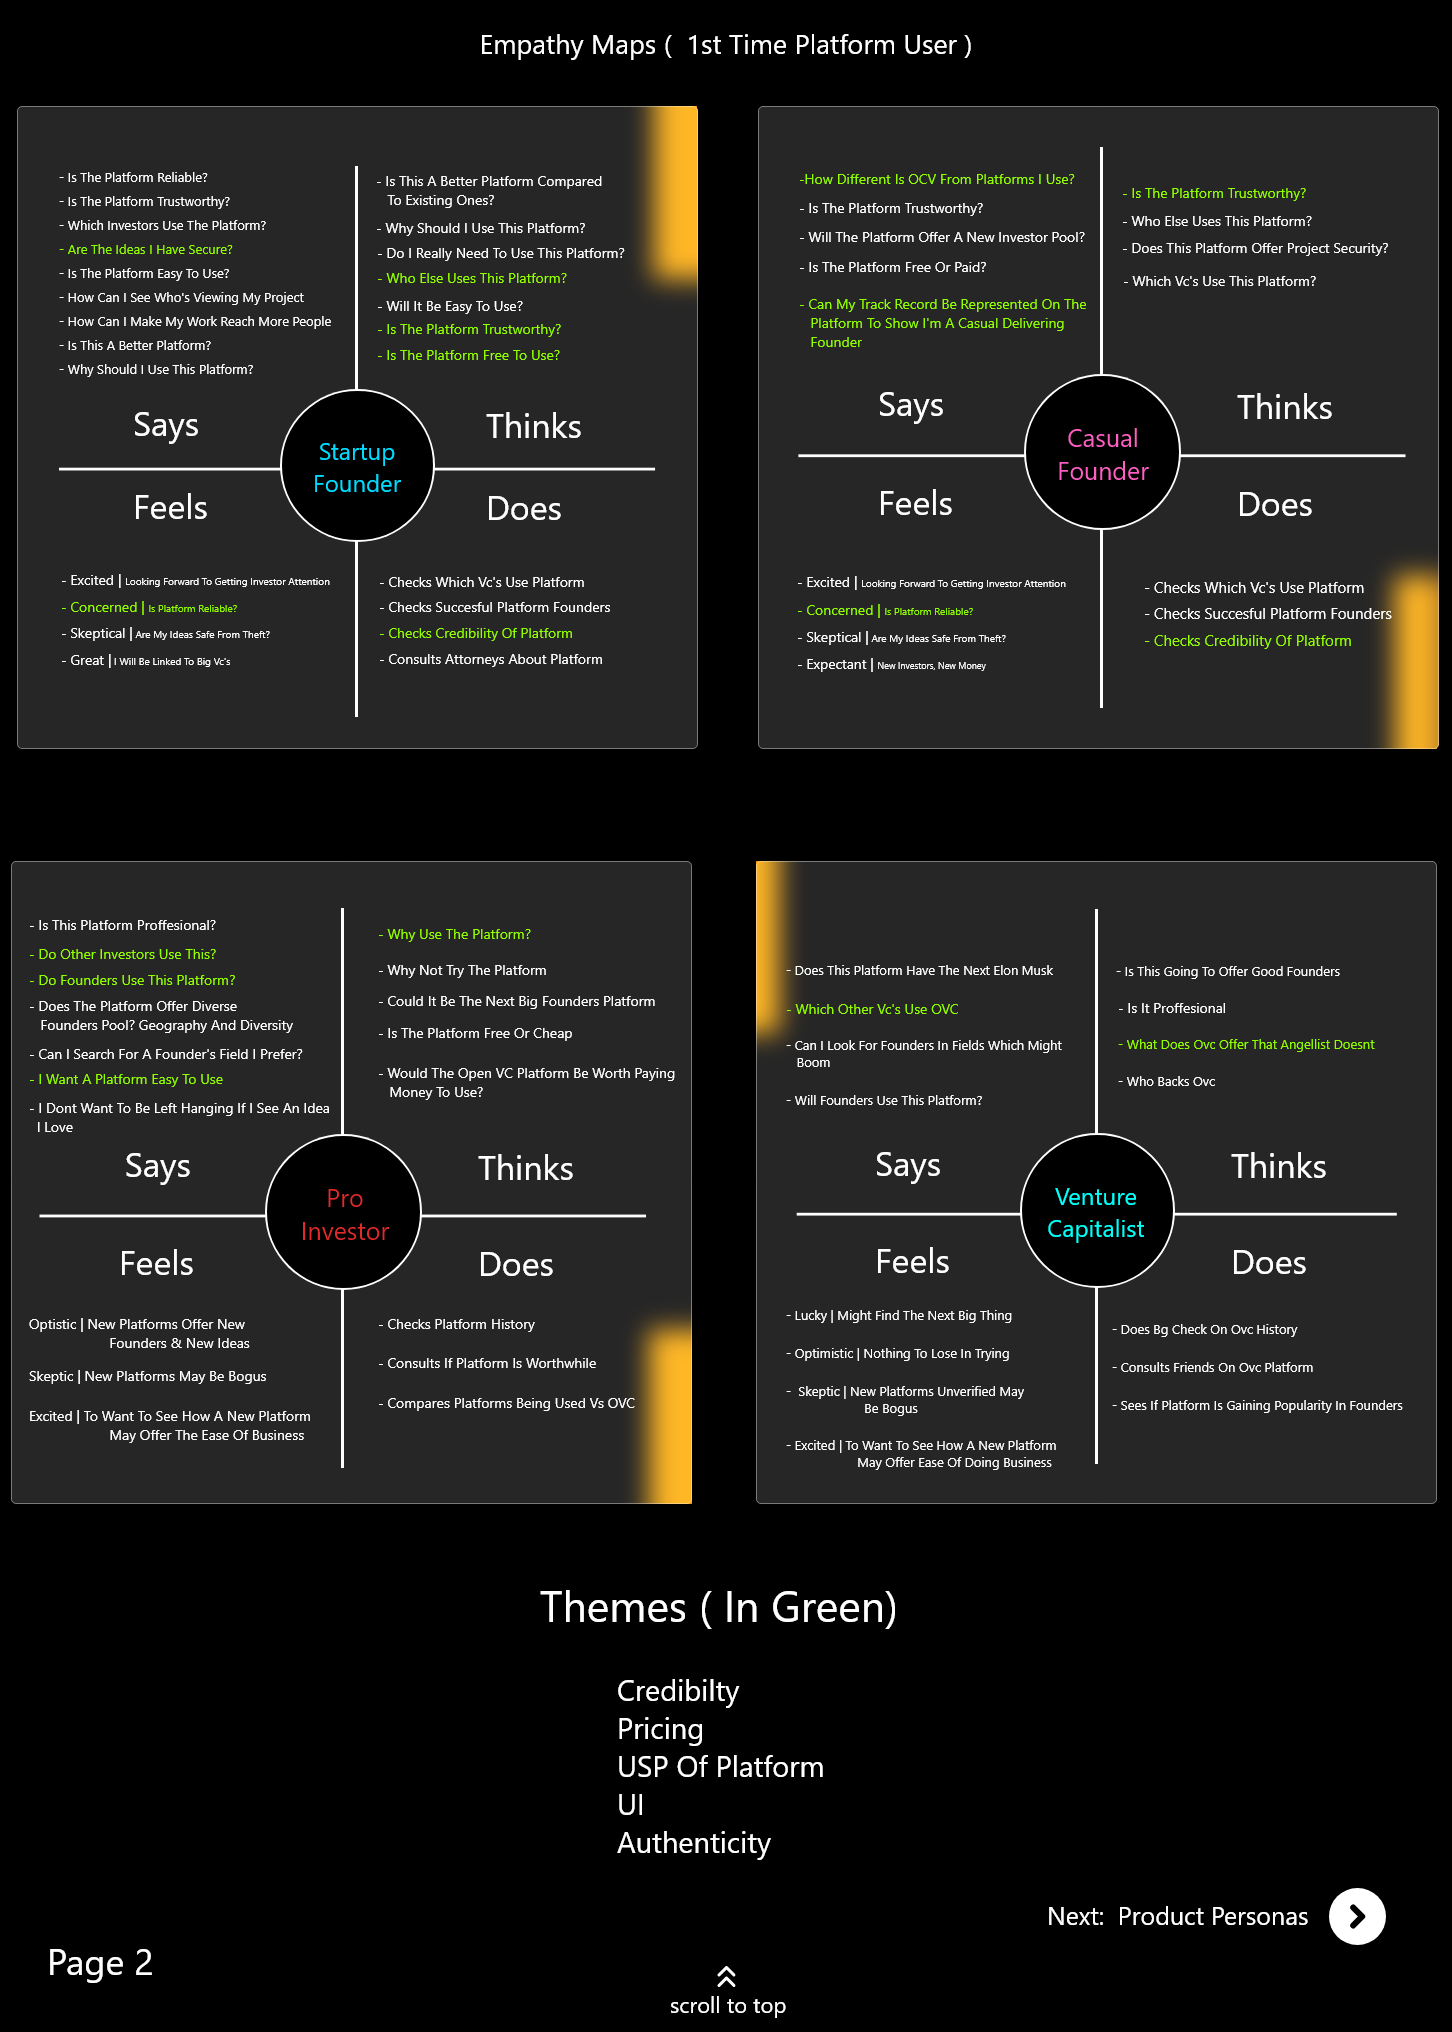 Empathy Maps (  1st Time Platform User )
- Is The Platform Reliable?
- Is The Platform Trustworthy?
- Which Investors Use The Platform?
- Are The Ideas I Have Secure?
- Is The Platform Easy To Use?
- How Can I See Who's Viewing My Project
- How Can I Make My Work Reach More People
- Is This A Better Platform?
- Why Should I Use This Platform?
Says
- Is This A Better Platform Compared
To Existing Ones?
- Why Should I Use This Platform?
- Do I Really Need To Use This Platform?
- Who Else Uses This Platform?
- Will It Be Easy To Use?
- Is The Platform Trustworthy?
- Is The Platform Free To Use?
Thinks
Startup
Founder
Feels
- Excited | Looking Forward To Getting Investor Attention
- Concerned | Is Platform Reliable?
- Skeptical | Are My Ideas Safe From Theft?
- Great | I Will Be Linked To Big Vc's
Does
- Checks Which Vc's Use Platform
- Checks Succesful Platform Founders
- Checks Credibility Of Platform
- Consults Attorneys About Platform
-How Different Is OCV From Platforms I Use?
- Is The Platform Trustworthy?
- Will The Platform Offer A New Investor Pool?
- Is The Platform Free Or Paid?
- Can My Track Record Be Represented On The
Platform To Show I'm A Casual Delivering
Founder
Says
- Is The Platform Trustworthy?
- Who Else Uses This Platform?
- Does This Platform Offer Project Security?
- Which Vc's Use This Platform?
Thinks
Casual
Founder
Feels
- Excited | Looking Forward To Getting Investor Attention
- Concerned | Is Platform Reliable?
- Skeptical | Are My Ideas Safe From Theft?
- Expectant | New Investors, New Money
Does
- Checks Which Vc's Use Platform
- Checks Succesful Platform Founders
- Checks Credibility Of Platform
- Is This Platform Proffesional?
- Do Other Investors Use This?
- Do Founders Use This Platform?
- Does The Platform Offer Diverse
Founders Pool? Geography And Diversity
- Can I Search For A Founder's Field I Prefer?
- I Want A Platform Easy To Use
- I Dont Want To Be Left Hanging If I See An Idea
I Love
Says
- Why Use The Platform?
- Why Not Try The Platform
- Could It Be The Next Big Founders Platform
- Is The Platform Free Or Cheap
- Would The Open VC Platform Be Worth Paying
Money To Use?
Thinks
Pro
Investor
Feels
Optistic | New Platforms Offer New
Founders & New Ideas
Skeptic | New Platforms May Be Bogus
Excited | To Want To See How A New Platform
May Offer The Ease Of Business
Does
- Checks Platform History
- Consults If Platform Is Worthwhile
- Compares Platforms Being Used Vs OVC
- Does This Platform Have The Next Elon Musk
- Which Other Vc's Use OVC
- Can I Look For Founders In Fields Which Might
Boom
- Will Founders Use This Platform?
Says
- Is This Going To Offer Good Founders
- Is It Proffesional
- What Does Ovc Offer That Angellist Doesnt
- Who Backs Ovc
Thinks
Venture
Capitalist
Feels
- Lucky | Might Find The Next Big Thing
- Optimistic | Nothing To Lose In Trying
- Skeptic | New Platforms Unverified May
Be Bogus
- Excited | To Want To See How A New Platform
May Offer Ease Of Doing Business
Does
- Does Bg Check On Ovc History
- Consults Friends On Ovc Platform
- Sees If Platform Is Gaining Popularity In Founders
Themes ( In Green)
Credibilty
Pricing
USP Of Platform
UI
Authenticity
Next:  Product Personas
Page 2
scroll to top